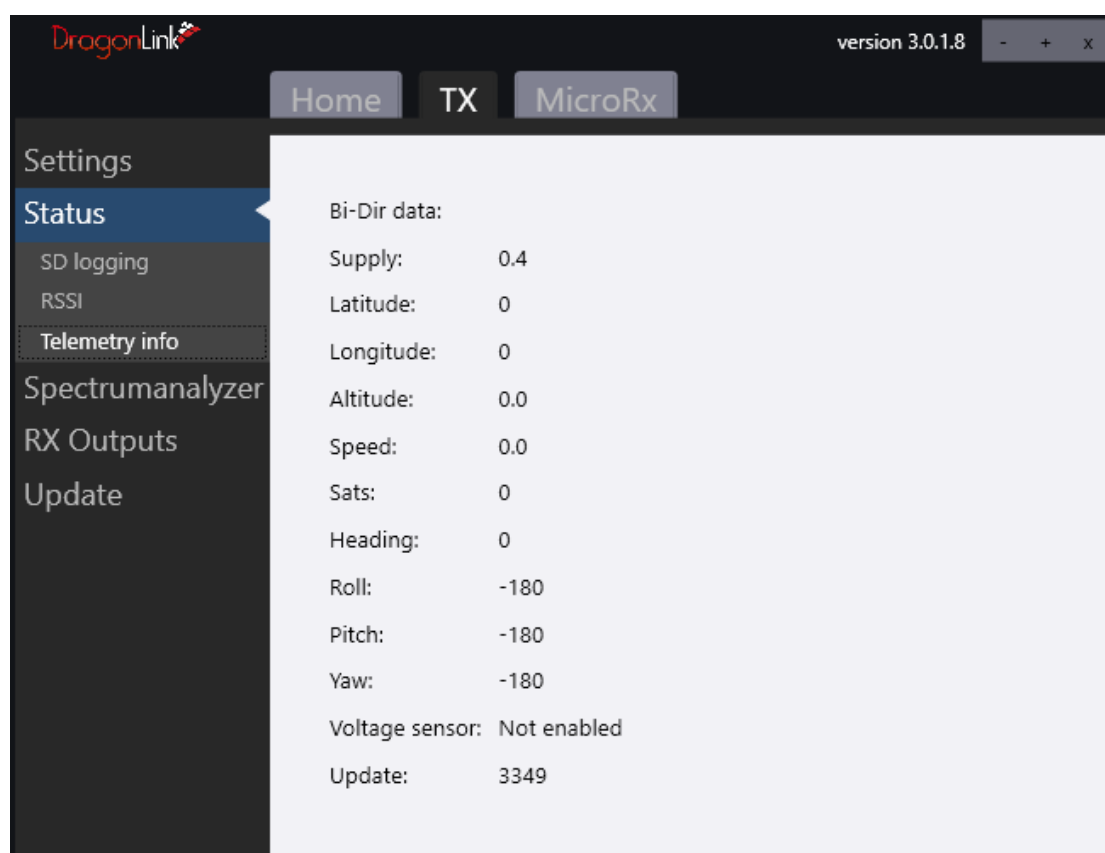 DragonLink
version 3.0.1.8 - + x
Home TX MicroRx
Settings
Status
SD logging
RSSI
Telemetry info
Spectrumanalyzer
RX Outputs
Update
Bi-Dir data:
Supply: 0.4
Latitude: 0
Longitude: 0
Altitude: 0.0
Speed: 0.0
Sats: 0
Heading: 0
Roll: -180
Pitch: -180
Yaw: -180
Voltage sensor: Not enabled
Update: 3349